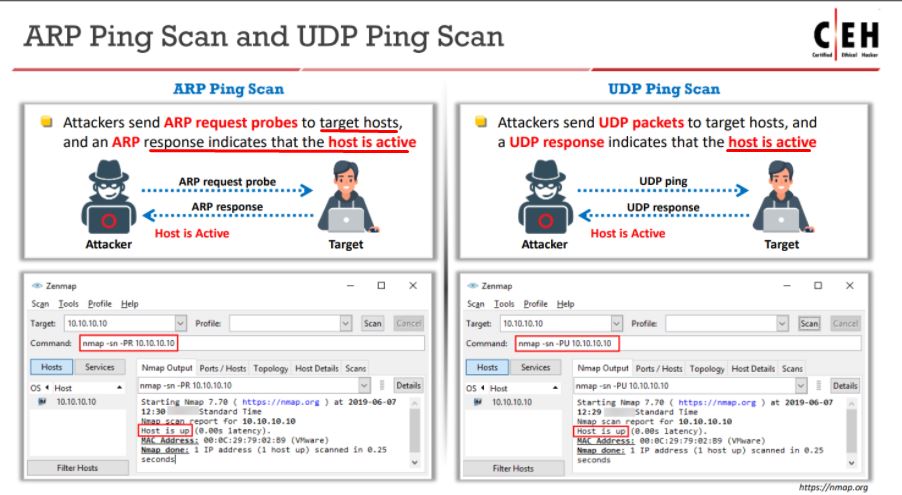 ARP Ping Scan and UDP Ping Scan
C|EH
Certified Ethical Hacker
ARP Ping Scan
Attackers send ARP request probes to target hosts,
and an ARP response indicates that the host is active
ARP request probe
ARP response
Host is Active
Attacker
Target
UDP Ping Scan
Attackers send UDP packets to target hosts, and
a UDP response indicates that the host is active
UDP ping
UDP response
Host is Active
Attacker
Target
Zenmap
Scan Tools Profile Help
Target: 10.10.10.10 Profile: Scan Cancel
Command: nmap -sn -PR 10.10.10.10
Hosts Services Nmap Output Ports / Hosts Topology Host Details Scans
OS Host nmap -sn -PR 10.10.10.10 Details
10.10.10.10
Starting Nmap 7.70 ( https://nmap.org ) at 2019-06-07
12:30 Standard Time
Nmap scan report for 10.10.10.10
Host is up (0.00s latency).
MAC Address: 00:0C:29:79:02:B9 (VMware)
Nmap done: 1 IP address (1 host up) scanned in 0.25
seconds
Filter Hosts
Zenmap
Scan Tools Profile Help
Target: 10.10.10.10 Profile: Scan Cancel
Command: nmap -sn -PU 10.10.10.10
Hosts Services Nmap Output Ports / Hosts Topology Host Details Scans
OS Host nmap -sn -PU 10.10.10.10 Details
10.10.10.10
Starting Nmap 7.70 ( https://nmap.org ) at 2019-06-07
12:29 Standard Time
Nmap scan report for 10.10.10.10
Host is up (0.00s latency).
MAC Address: 00:0C:29:79:02:B9 (VMware)
Nmap done: 1 IP address (1 host up) scanned in 0.25
seconds
Filter Hosts
https://nmap.org